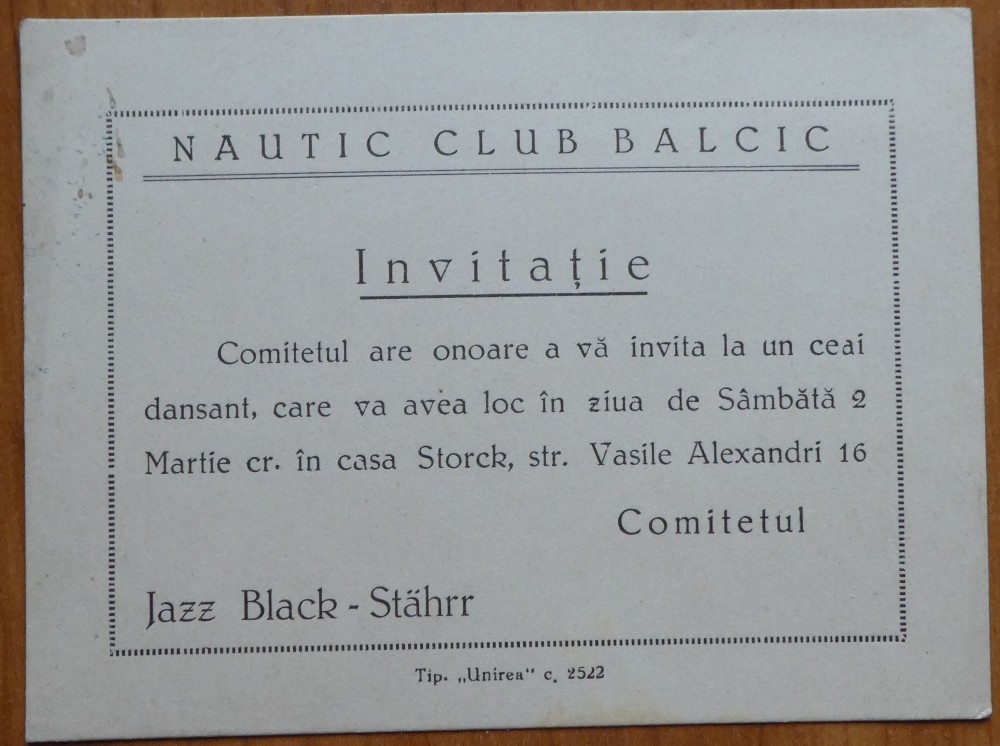 NAUTIC CLUB BALCIC
Invitaţie
Comitetul are onoare a vă invita la un ceai
dansant, care va avea loc în ziua de Sâmbătă 2
Martie cr. în casa Storck, str. Vasile Alexandri 16
Comitetul
Jazz Black - Stährr
Tip. „Unirea“ c. 2522